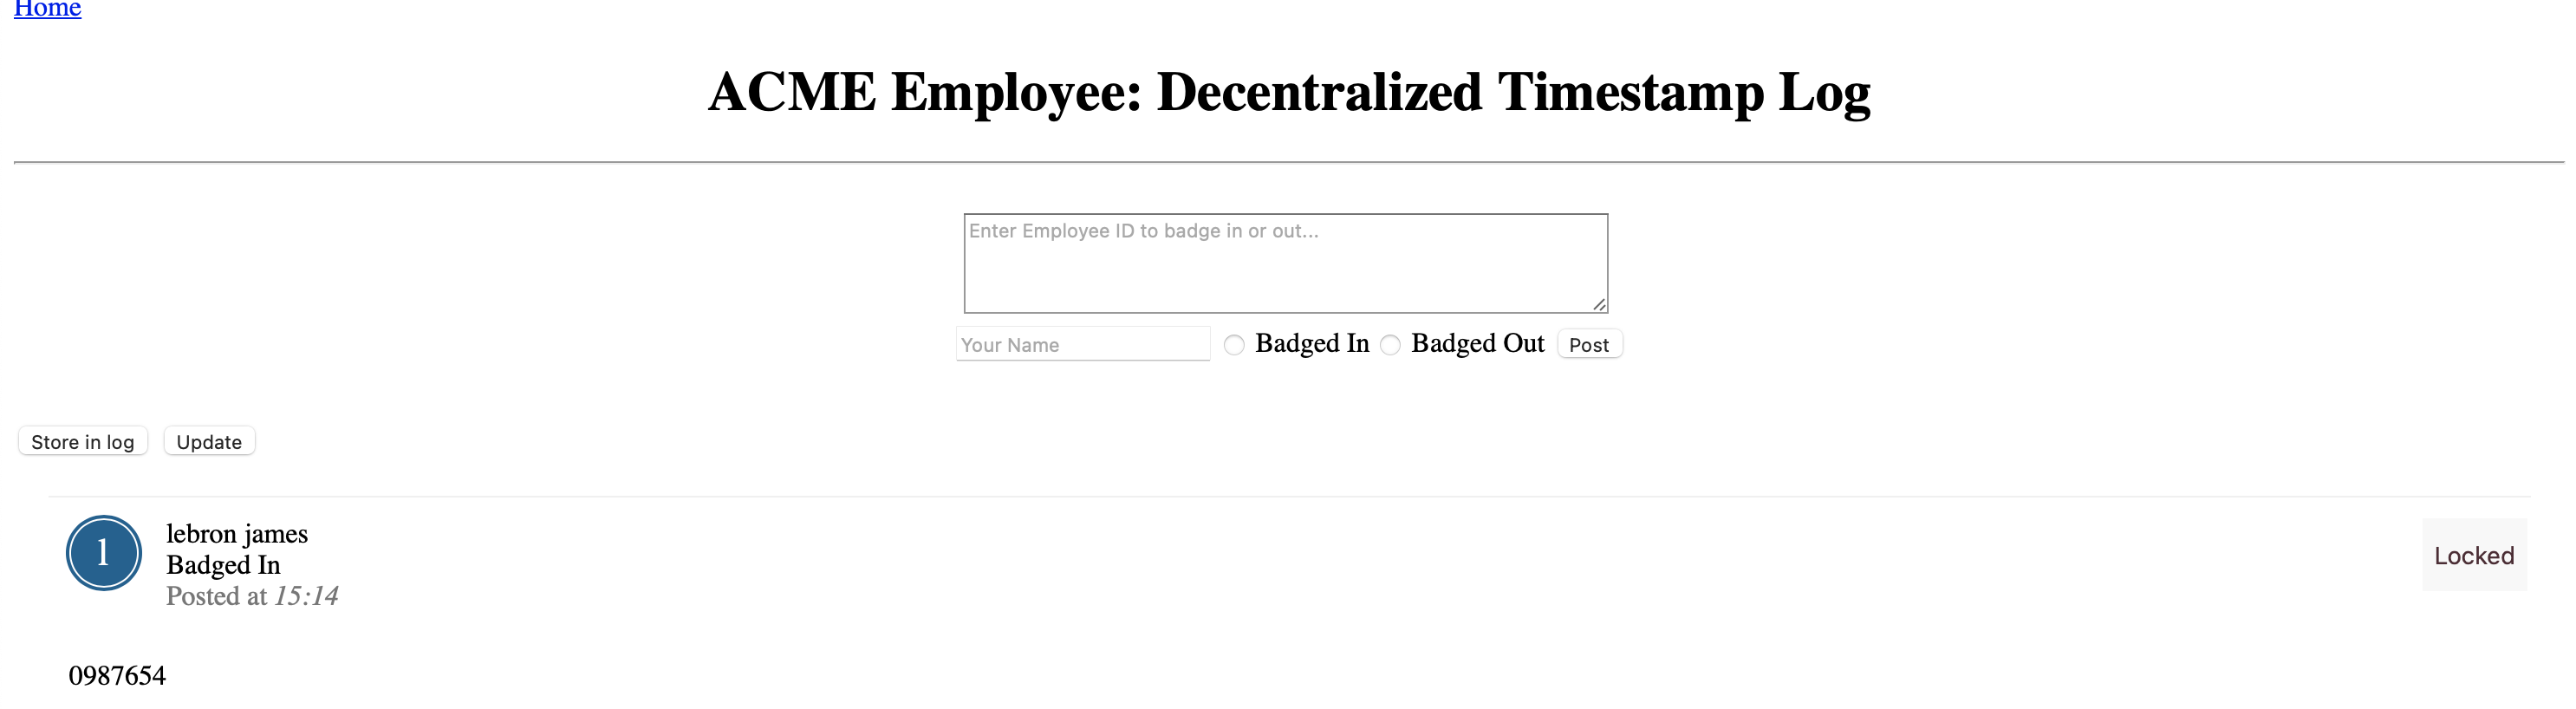 Home
ACME Employee: Decentralized Timestamp Log
Enter Employee ID to badge in or out...
Your Name Badged In Badged Out Post
Store in log Update
l
lebron james
Badged In
Posted at 15:14
Locked
0987654